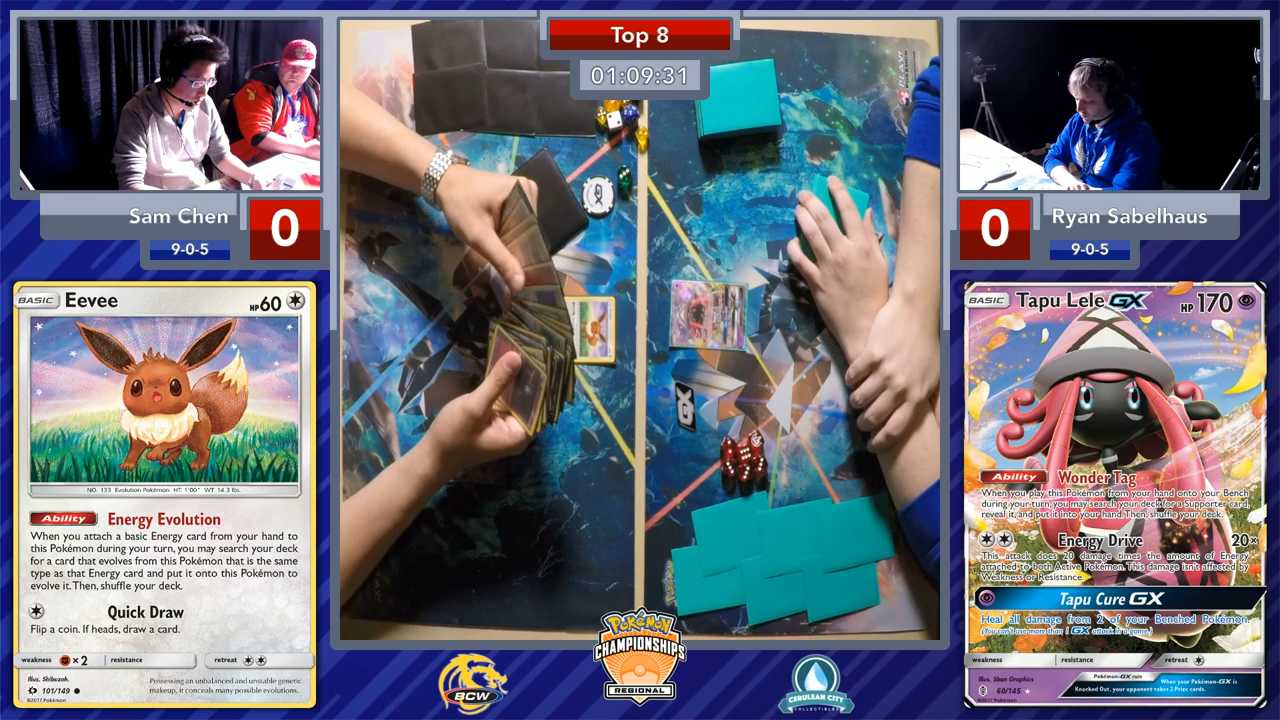 Top 8
01:09:31
Sam Chen
0
9-0-5
0
Ryan Sabelhaus
9-0-5
BASIC Eevee HP60
NO. 133 Evolution Pokémon HT: 1'00" WT: 14.3 lbs.
Ability Energy Evolution
When you attach a basic Energy card from your hand to
this Pokémon during your turn, you may search your deck
for a card that evolves from this Pokémon that is the same
type as that Energy card and put it onto this Pokémon to
evolve it. Then, shuffle your deck.
Quick Draw
Flip a coin. If heads, draw a card.
weakness ×2 resistance retreat
Illus. Shibuzoh.
101/149
©2017 Pokémon
Possessing an unbalanced and unstable genetic
makeup, it conceals many possible evolutions.
GX
BASIC Tapu Lele GX HP170
Ability Wonder Tag
When you play this Pokémon from your hand onto your Bench
during your turn, you may search your deck for a Supporter card,
reveal it, and put it into your hand. Then, shuffle your deck.
Energy Drive 20×
This attack does 20 damage times the amount of Energy
attached to both Active Pokémon. This damage isn't affected by
Weakness or Resistance.
Tapu Cure GX
Heal all damage from 2 of your Benched Pokémon.
(You can't use more than 1 GX attack in a game.)
weakness resistance retreat
Illus. 5ban Graphics
60/145
©2017 Pokémon
Pokémon-GX rule
When your Pokémon-GX is
Knocked Out, your opponent takes 2 Prize cards.
BCW
Pokémon
CHAMPIONSHIPS
REGIONAL
CERULEAN CITY
COLLECTIBLES